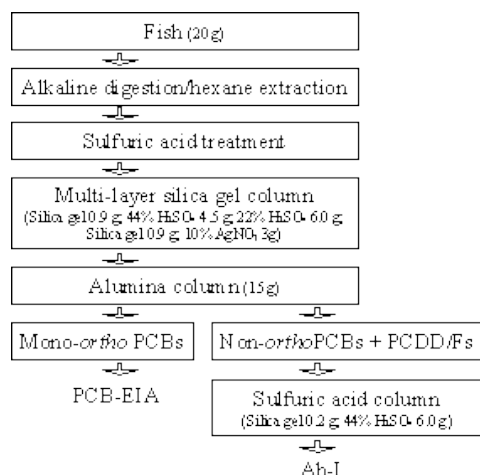 Fish (20 g)
Alkaline digestion/hexane extraction
Sulfuric acid treatment
Multi-layer silica gel column
(Silica gel 0.9 g; 44% H₂SO₄ 4.5 g; 22% H₂SO₄ 6.0 g;
Silica gel 0.9 g; 10% AgNO₃ 3g)
Alumina column (15 g)
Mono-ortho PCBs
Non-ortho PCBs + PCDD/Fs
PCB-EIA
Sulfuric acid column
(Silica gel 0.2 g; 44% H₂SO₄ 6.0 g)
Ah-I